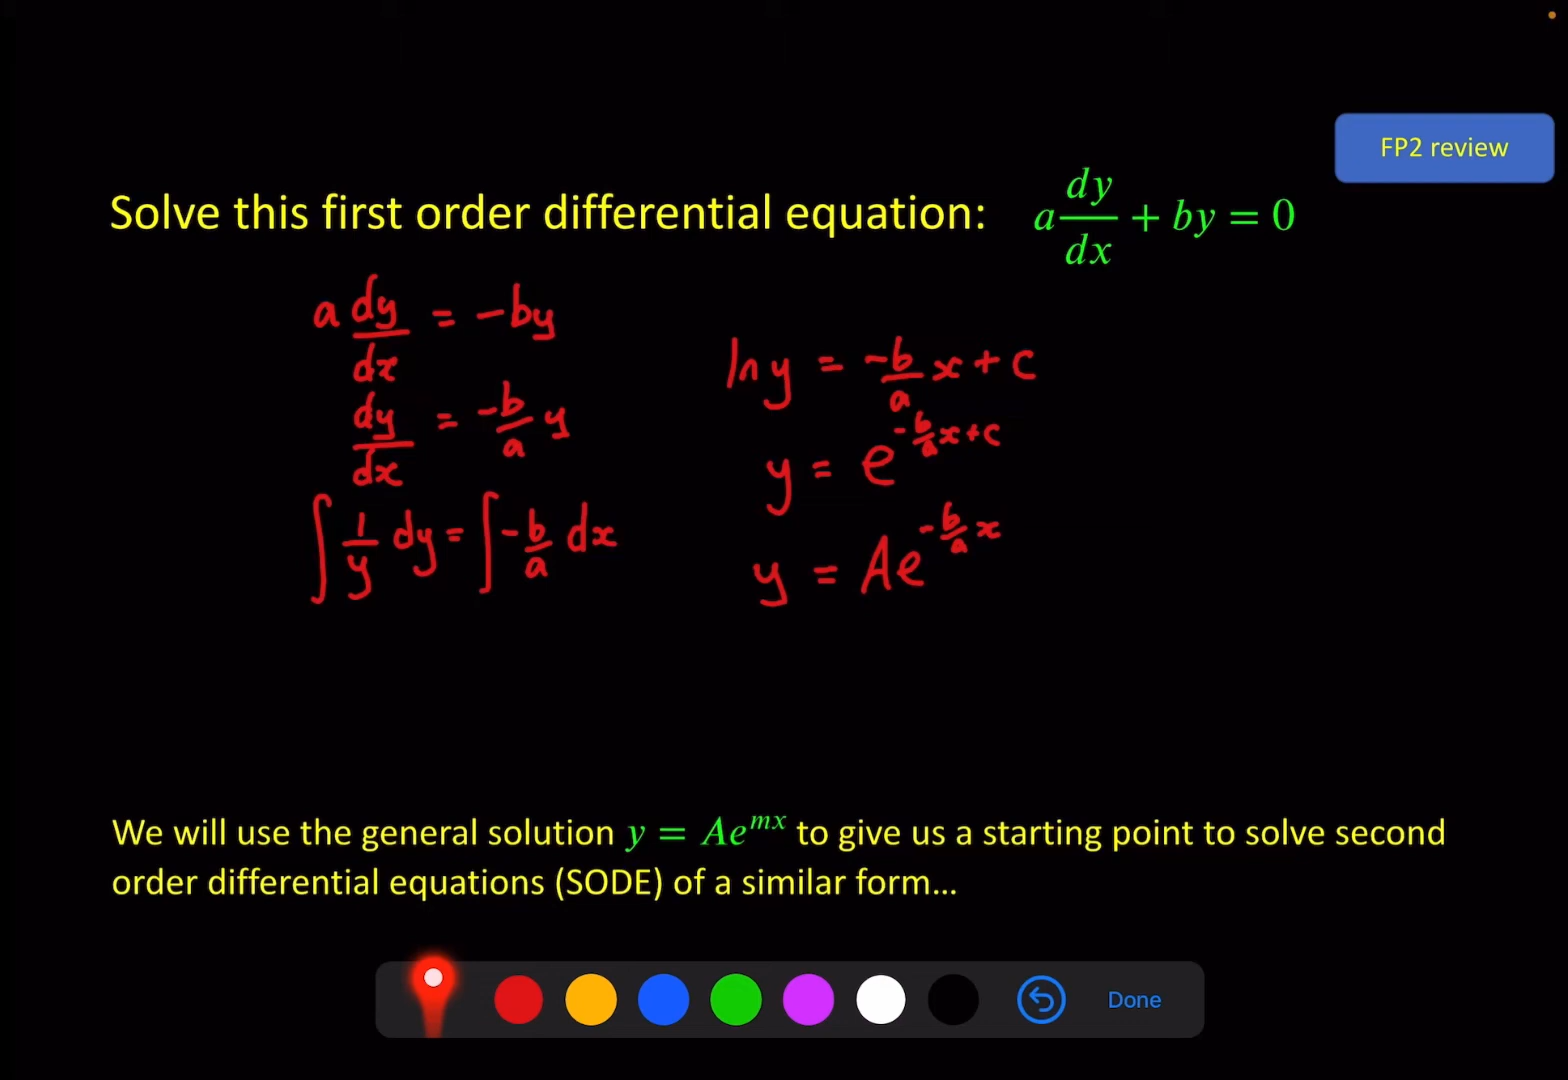 FP2 review
Solve this first order differential equation: a dy/dx + by = 0
a dy/dx = -by
dy/dx = -b/a y
∫ 1/y dy = ∫ -b/a dx
ln y = -b/a x + c
y = e^(-b/a x + c)
y = Ae^(-b/a x)
We will use the general solution y = Ae^(mx) to give us a starting point to solve second
order differential equations (SODE) of a similar form...
Done